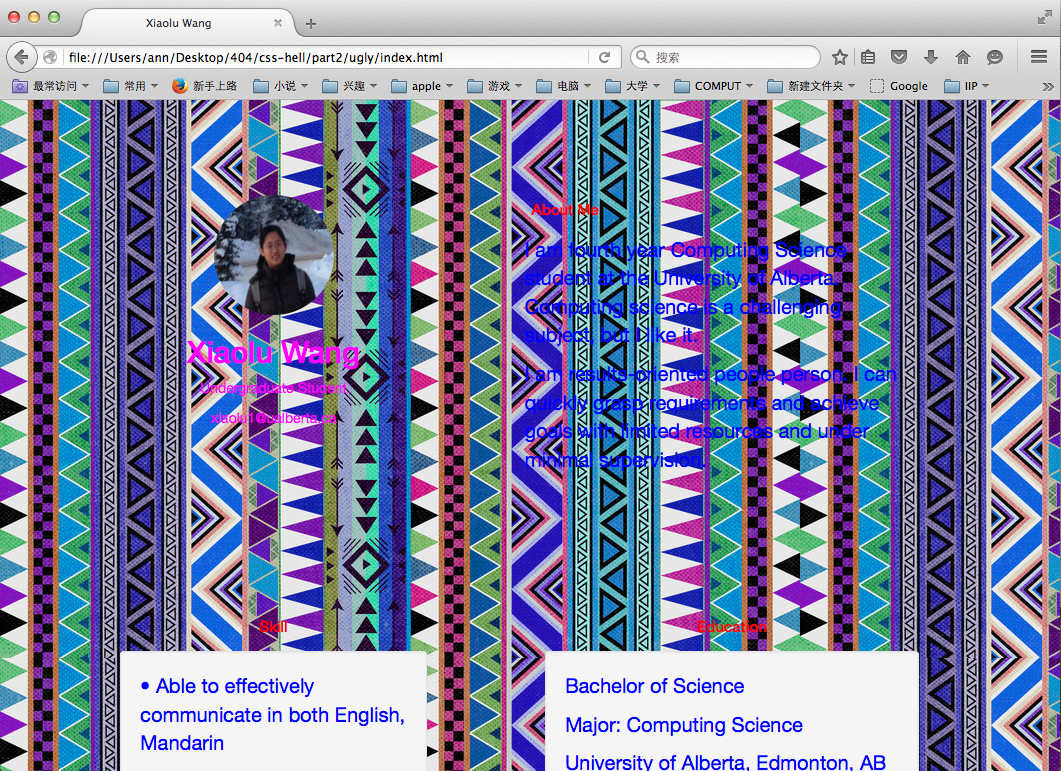 Xiaolu Wang
file:///Users/ann/Desktop/404/css-hell/part2/ugly/index.html
搜索
最常访问 常用 新手上路 小说 兴趣 apple 游戏 电脑 大学 COMPUT 新建文件夹 Google IIP
About Me
I am fourth year Computing Science
student at the University of Alberta.
Computing science is a challenging
subject, but I like it.
I am results-oriented people person. I can
quickly grasp requirements and achieve
goals with limited resources and under
minimal supervision.
Xiaolu Wang
Undergraduate Student
xiaolu1@ualberta.ca
Skill
• Able to effectively
communicate in both English,
Mandarin
Education
Bachelor of Science
Major: Computing Science
University of Alberta, Edmonton, AB